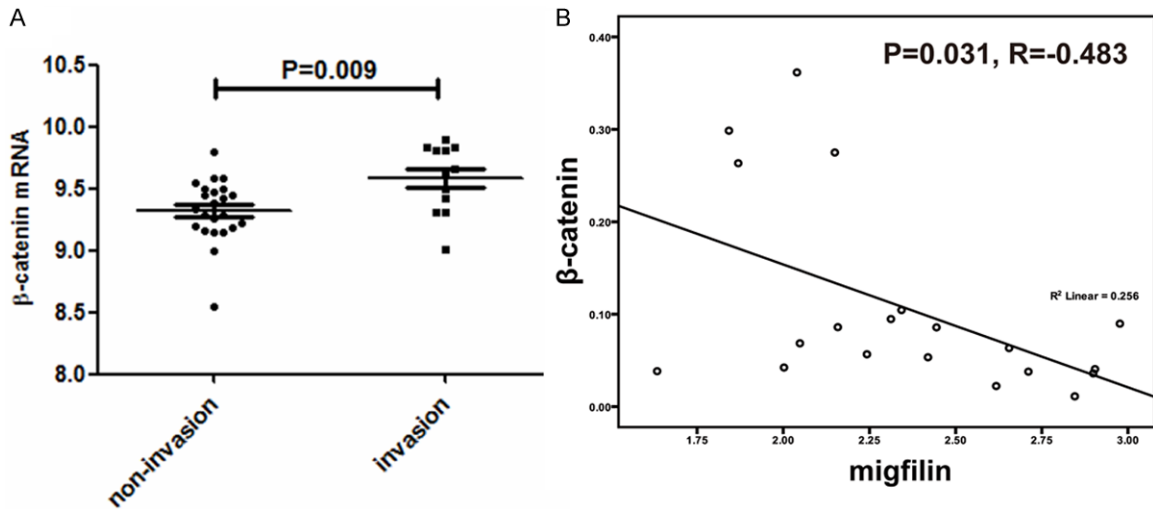 A
P=0.009
β-catenin mRNA
10.5
10.0
9.5
9.0
8.5
8.0
non-invasion
invasion
B
P=0.031, R=-0.483
β-catenin
0.40
0.30
0.20
0.10
0.00
R² Linear = 0.256
1.75
2.00
2.25
2.50
2.75
3.00
migfilin